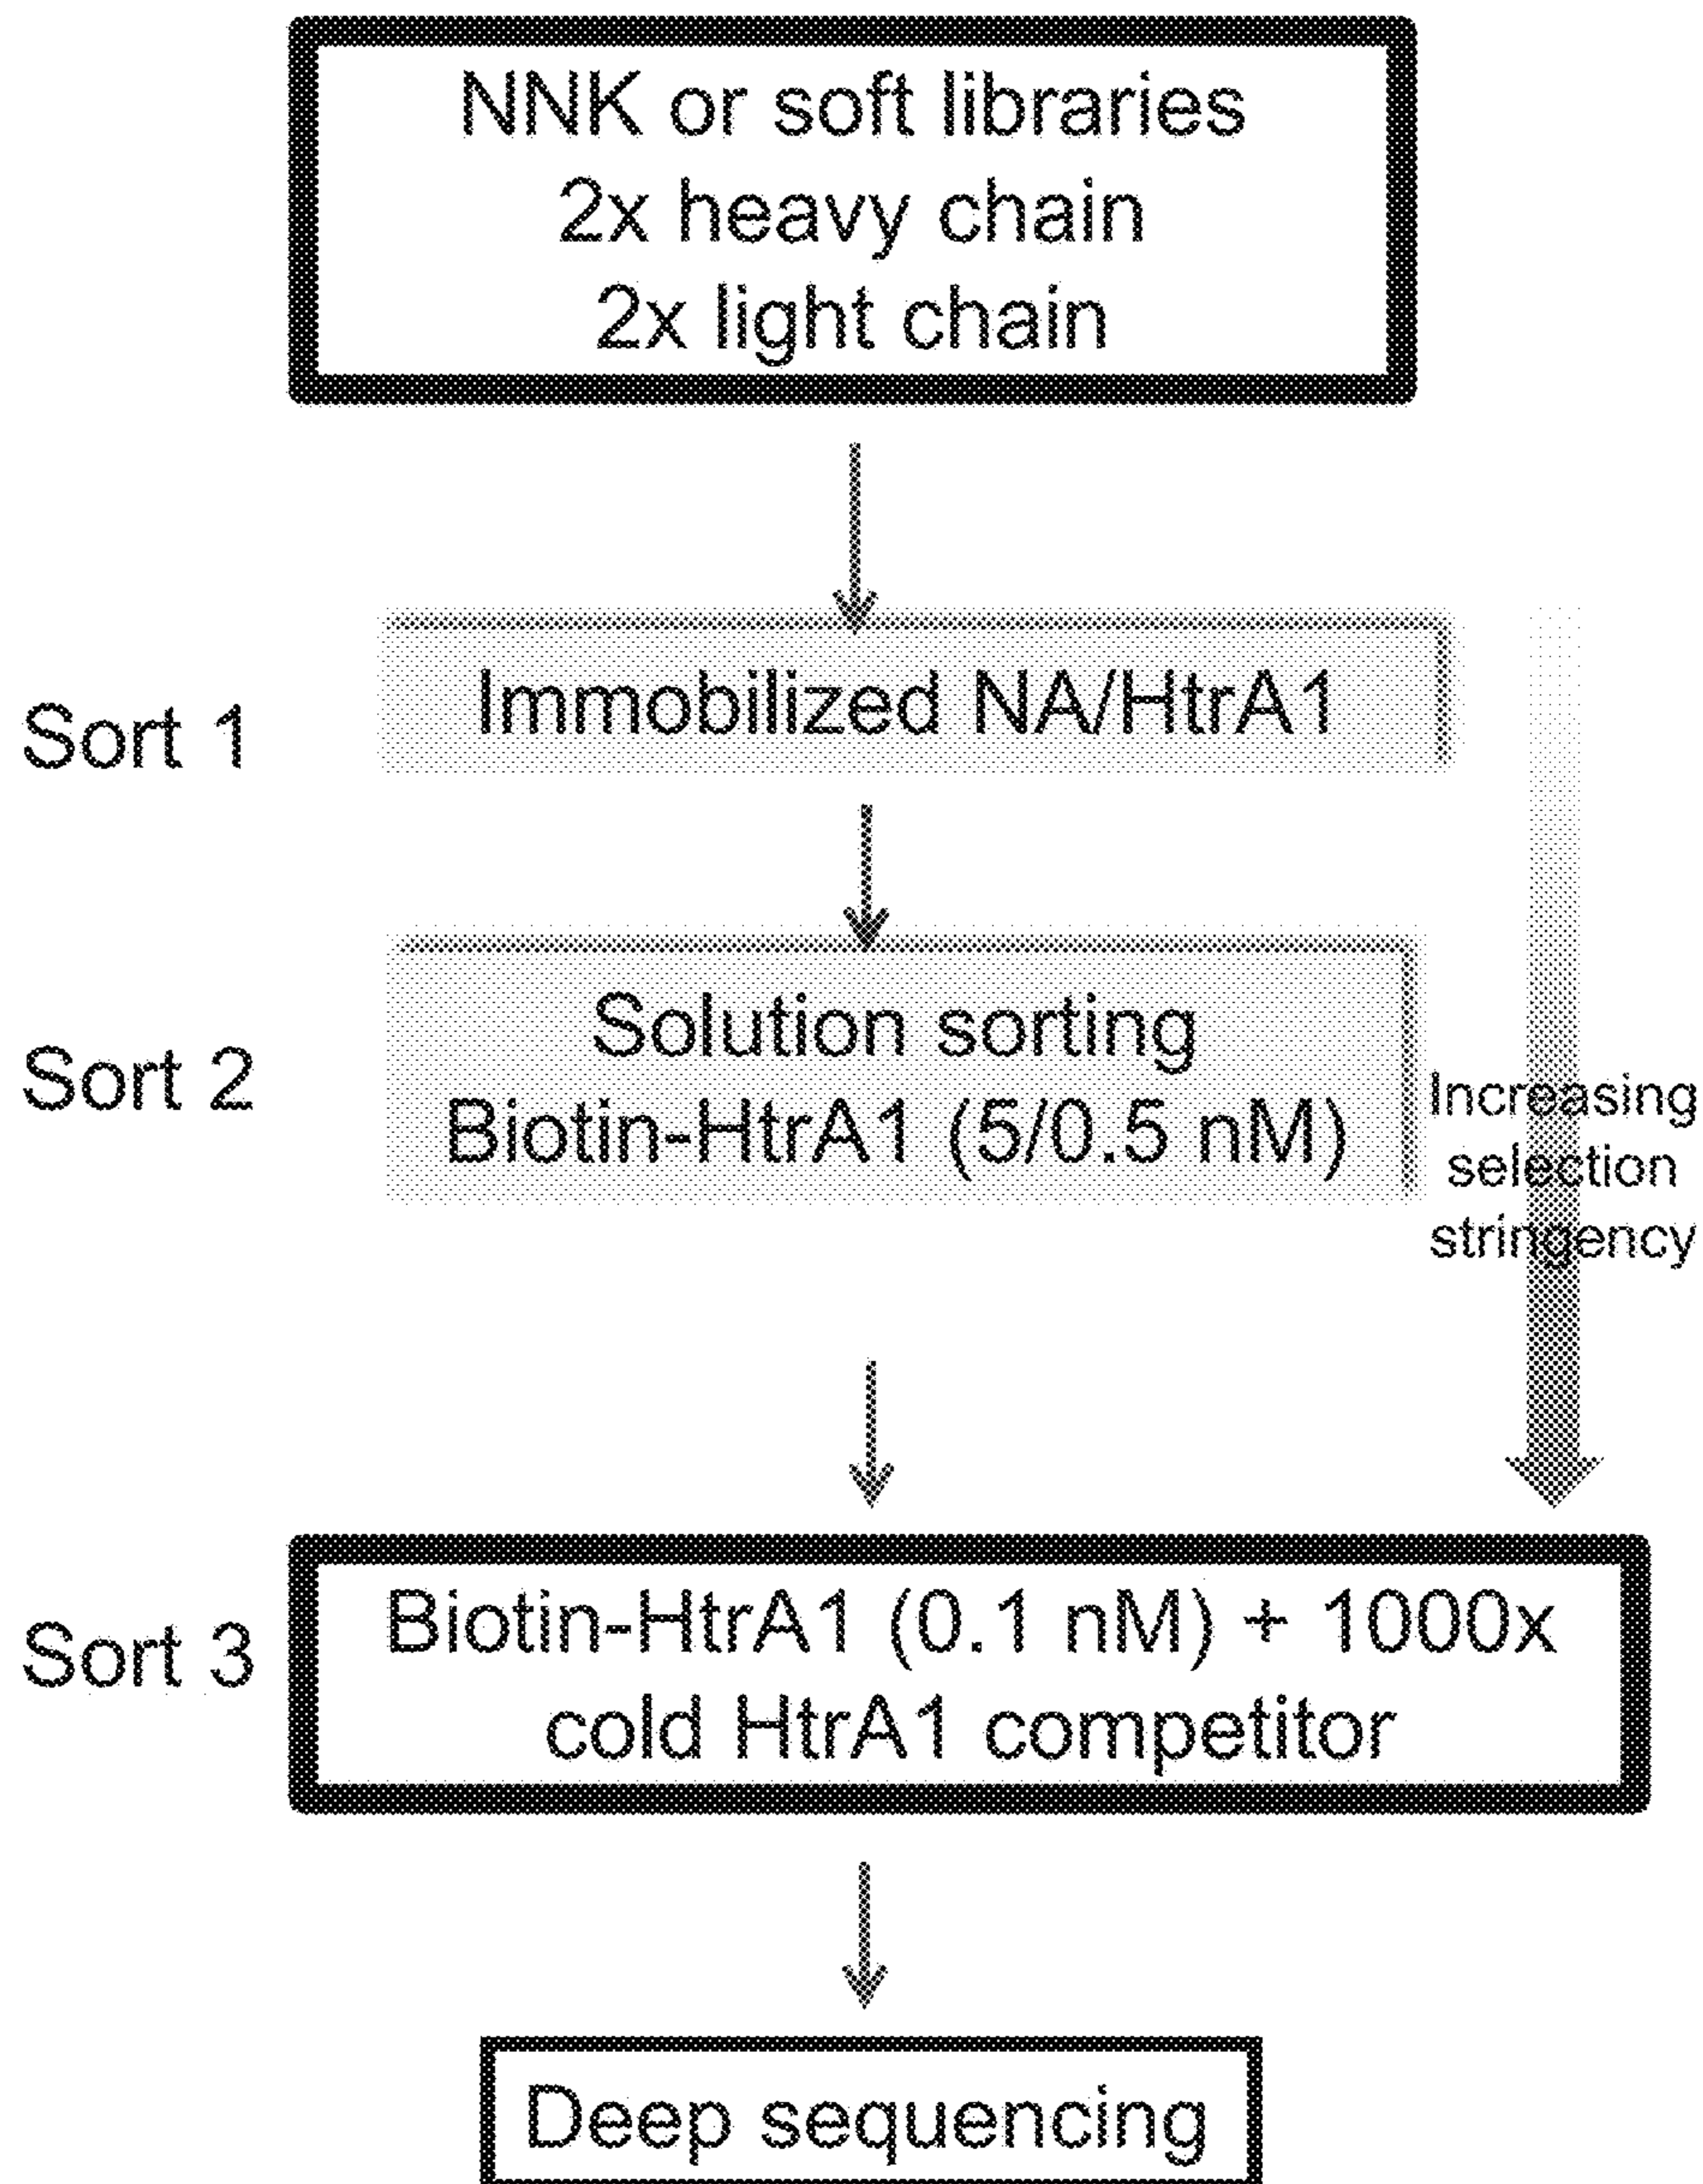 NNK or soft libraries
2x heavy chain
2x light chain
Sort 1
Immobilized NA/HtrA1
Sort 2
Solution sorting
Biotin-HtrA1 (5/0.5 nM)
Increasing
selection
stringency
Sort 3
Biotin-HtrA1 (0.1 nM) + 1000x
cold HtrA1 competitor
Deep sequencing